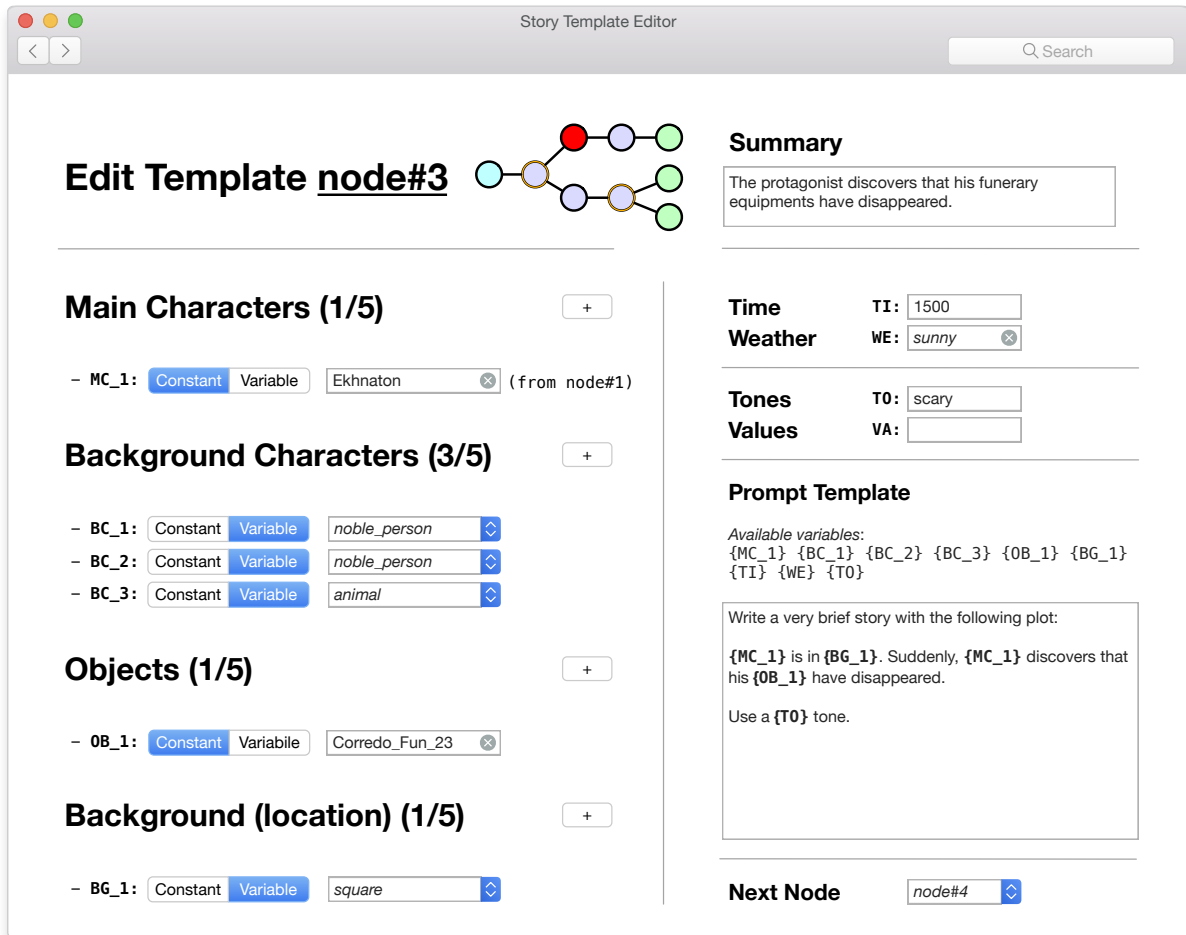 Story Template Editor
Search
Edit Template node#3
Summary
The protagonist discovers that his funerary
equipments have disappeared.
Main Characters (1/5)
+
– MC_1: Constant Variable Ekhnaton (from node#1)
Background Characters (3/5)
+
– BC_1: Constant Variable noble_person
– BC_2: Constant Variable noble_person
– BC_3: Constant Variable animal
Objects (1/5)
+
– OB_1: Constant Variabile Corredo_Fun_23
Background (location) (1/5)
+
– BG_1: Constant Variable square
Time TI: 1500
Weather WE: sunny
Tones TO: scary
Values VA:
Prompt Template
Available variables:
{MC_1} {BC_1} {BC_2} {BC_3} {OB_1} {BG_1}
{TI} {WE} {TO}
Write a very brief story with the following plot:
{MC_1} is in {BG_1}. Suddenly, {MC_1} discovers that
his {OB_1} have disappeared.
Use a {TO} tone.
Next Node node#4